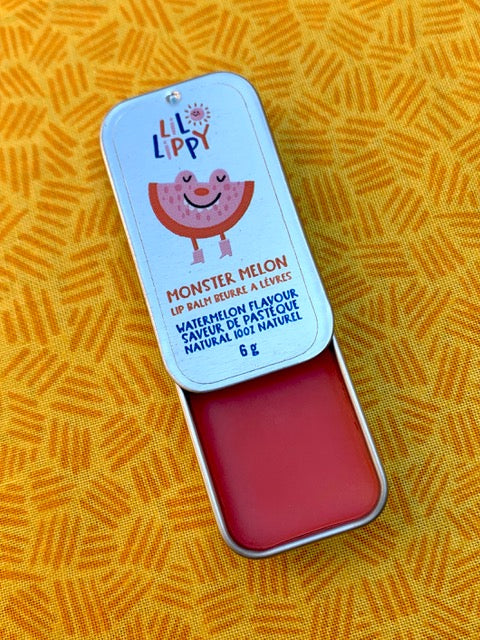 LiL
LiPPY
MONSTER MELON
LIP BALM BEURRE A LÈVRES
WATERMELON FLAVOUR
SAVEUR DE PASTÈQUE
NATURAL 100% NATUREL
6 g